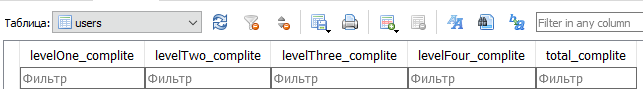 Таблица: users Filter in any column
levelOne_complite levelTwo_complite levelThree_complite levelFour_complite total_complite
Фильтр Фильтр Фильтр Фильтр Фильтр